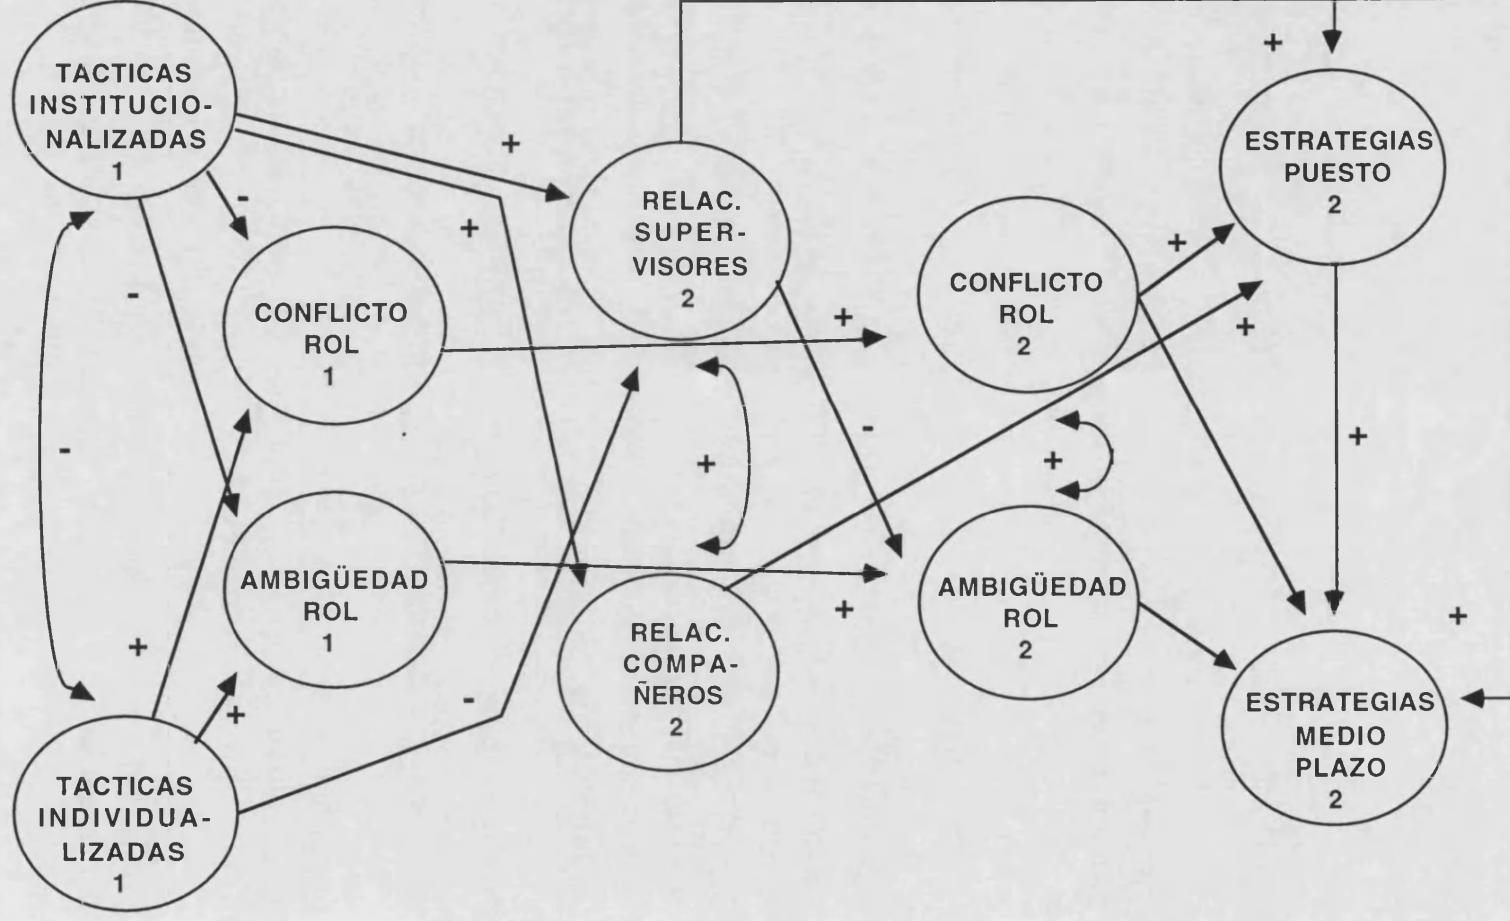 TACTICAS
INSTITUCIO-
NALIZADAS
1
-
+
+
-
-
CONFLICTO
ROL
1
RELAC.
SUPER-
VISORES
2
+
CONFLICTO
ROL
2
+
+
ESTRATEGIAS
PUESTO
2
+
+
-
+
+
AMBIGÜEDAD
ROL
1
+
+
-
RELAC.
COMPA-
ÑEROS
2
+
AMBIGÜEDAD
ROL
2
+
ESTRATEGIAS
MEDIO
PLAZO
2
TACTICAS
INDIVIDUA-
LIZADAS
1